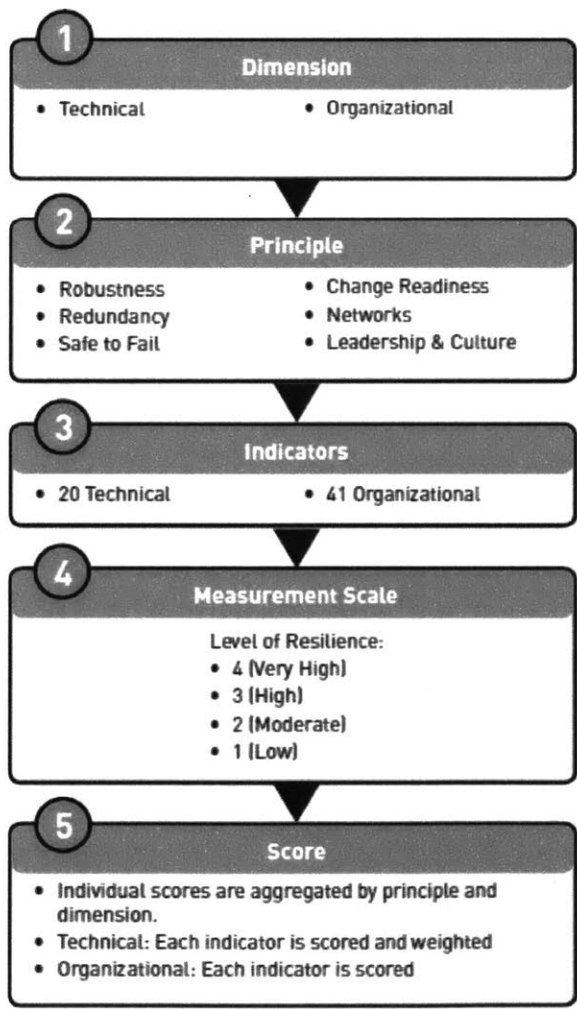 1
Dimension
• Technical
• Organizational
2
Principle
• Robustness
• Redundancy
• Safe to Fail
• Change Readiness
• Networks
• Leadership & Culture
3
Indicators
• 20 Technical
• 41 Organizational
4
Measurement Scale
Level of Resilience:
• 4 (Very High)
• 3 (High)
• 2 (Moderate)
• 1 (Low)
5
Score
• Individual scores are aggregated by principle and
dimension.
• Technical: Each indicator is scored and weighted
• Organizational: Each indicator is scored